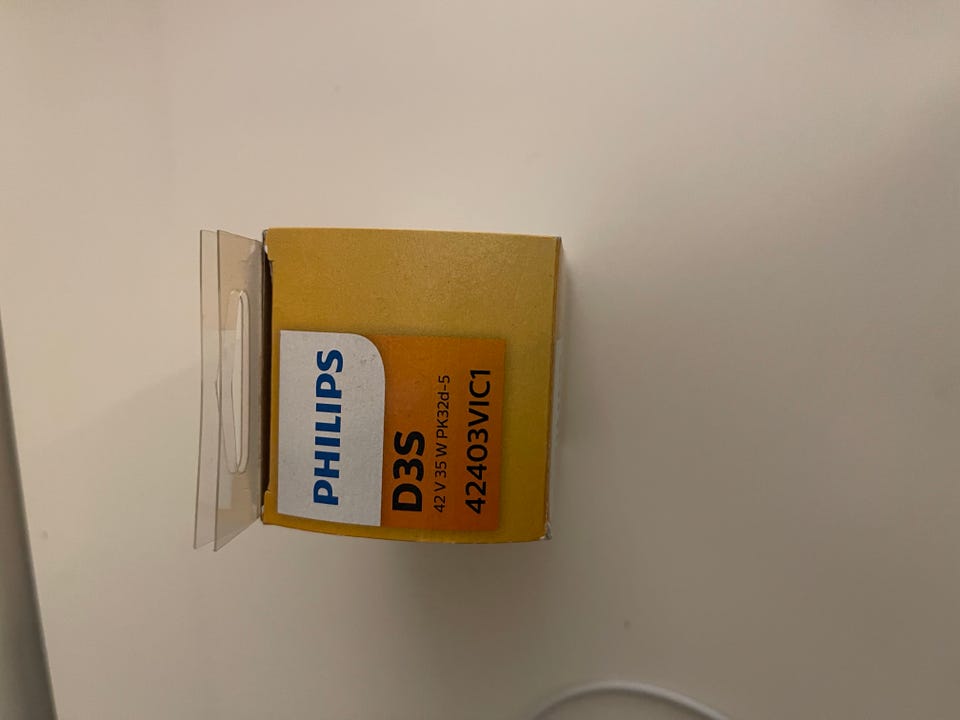 PHILIPS
D3S
42 V 35 W PK32d-5
42403VIC1